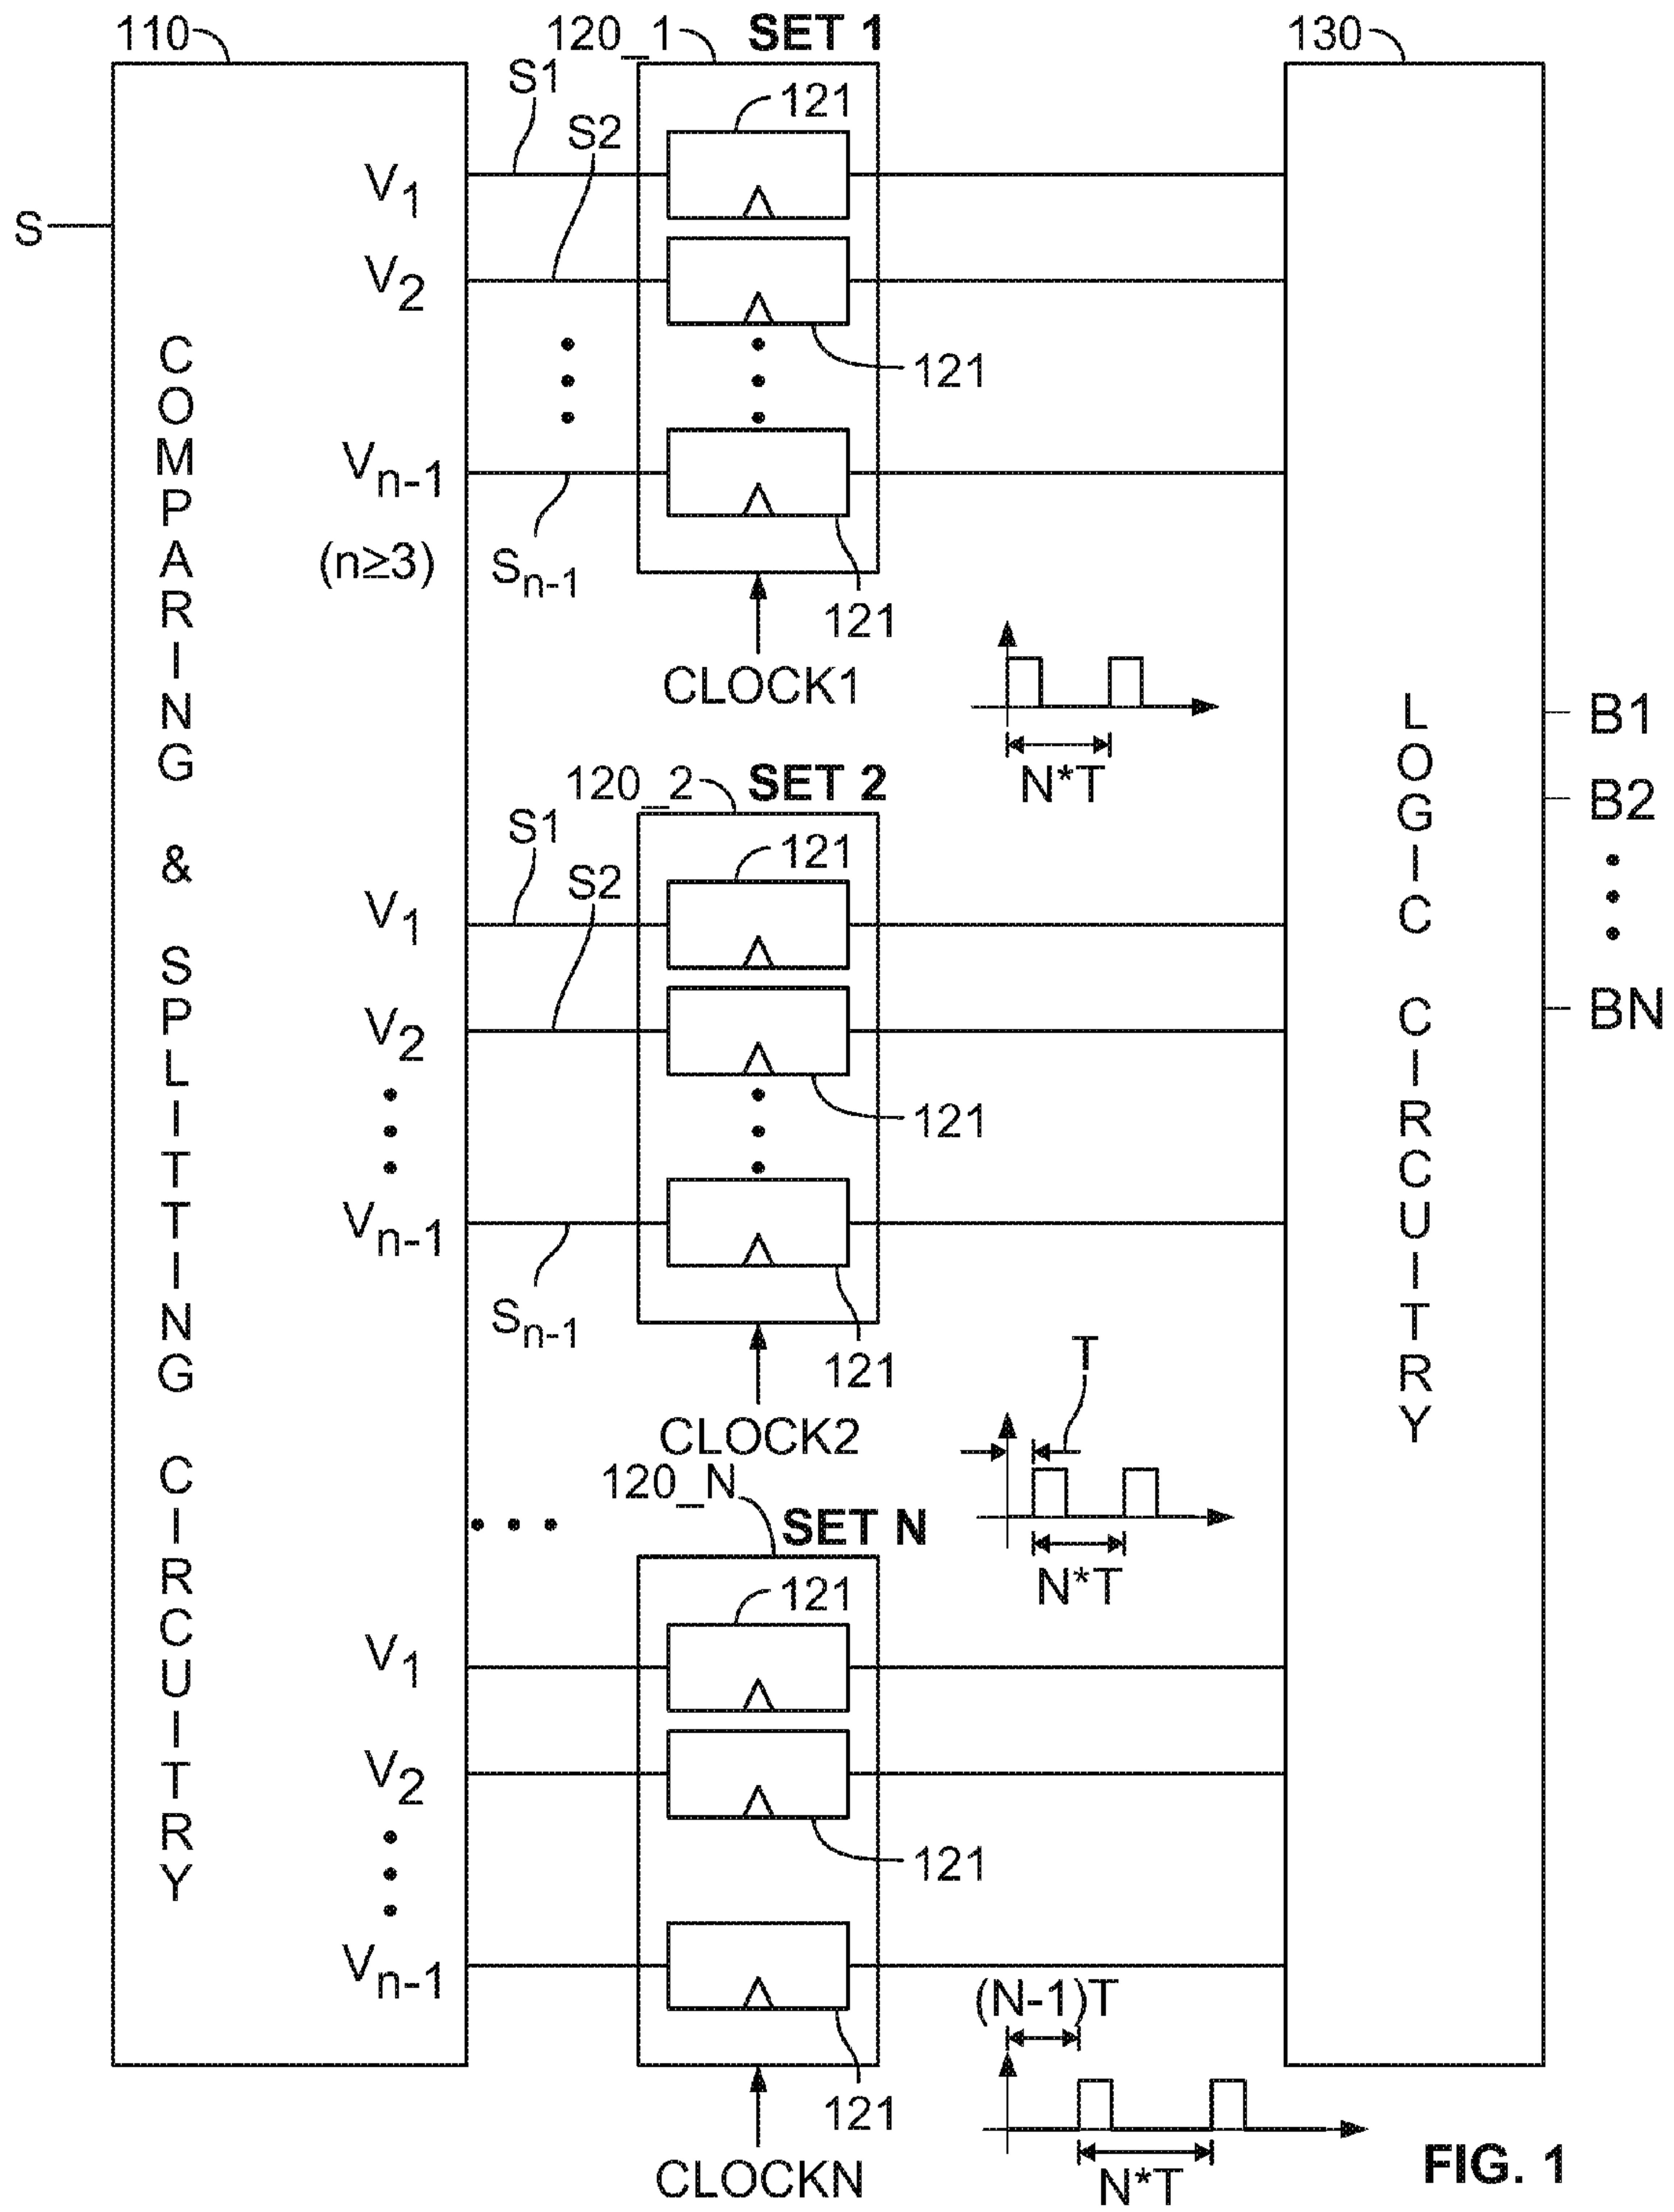 110
120_1
SET 1
130
S1
121
S2
V1
S
V2
121
Vn-1
(n≥3)
Sn-1
121
CLOCK1
N*T
COMPARING & SPLITTING CIRCUITRY
LOGIC CIRCUITRY
B1
B2
BN
120_2
SET 2
S1
121
S2
V1
V2
121
Vn-1
Sn-1
121
T
CLOCK2
N*T
120_N
SET N
121
V1
V2
121
Vn-1
(N-1)T
121
CLOCKN
N*T
FIG. 1